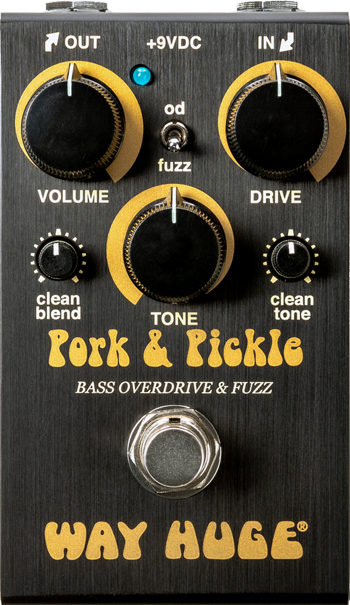 OUT +9VDC IN
od
fuzz
VOLUME DRIVE
clean blend
clean tone
TONE
Pork & Pickle
BASS OVERDRIVE & FUZZ
WAY HUGE®